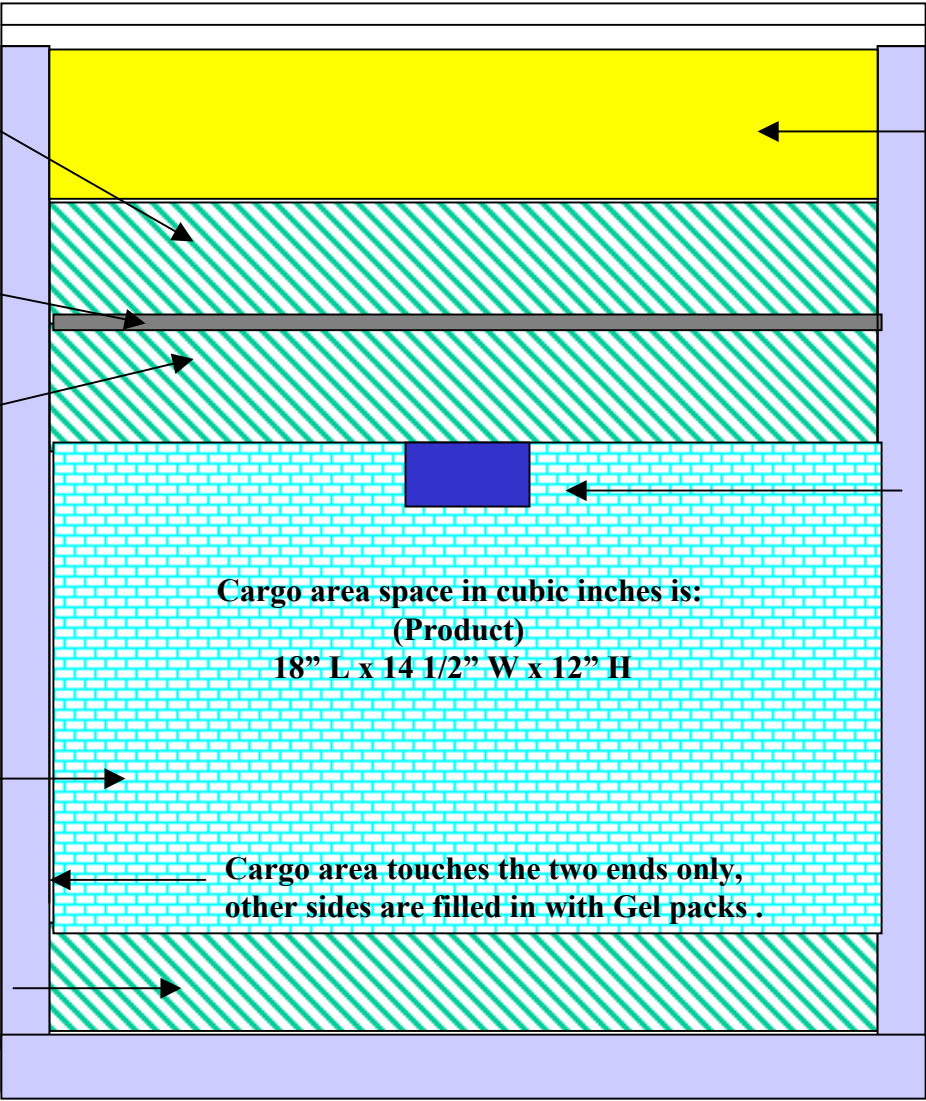 Cargo area space in cubic inches is:
(Product)
18” L x 14 1/2” W x 12” H
Cargo area touches the two ends only,
other sides are filled in with Gel packs .